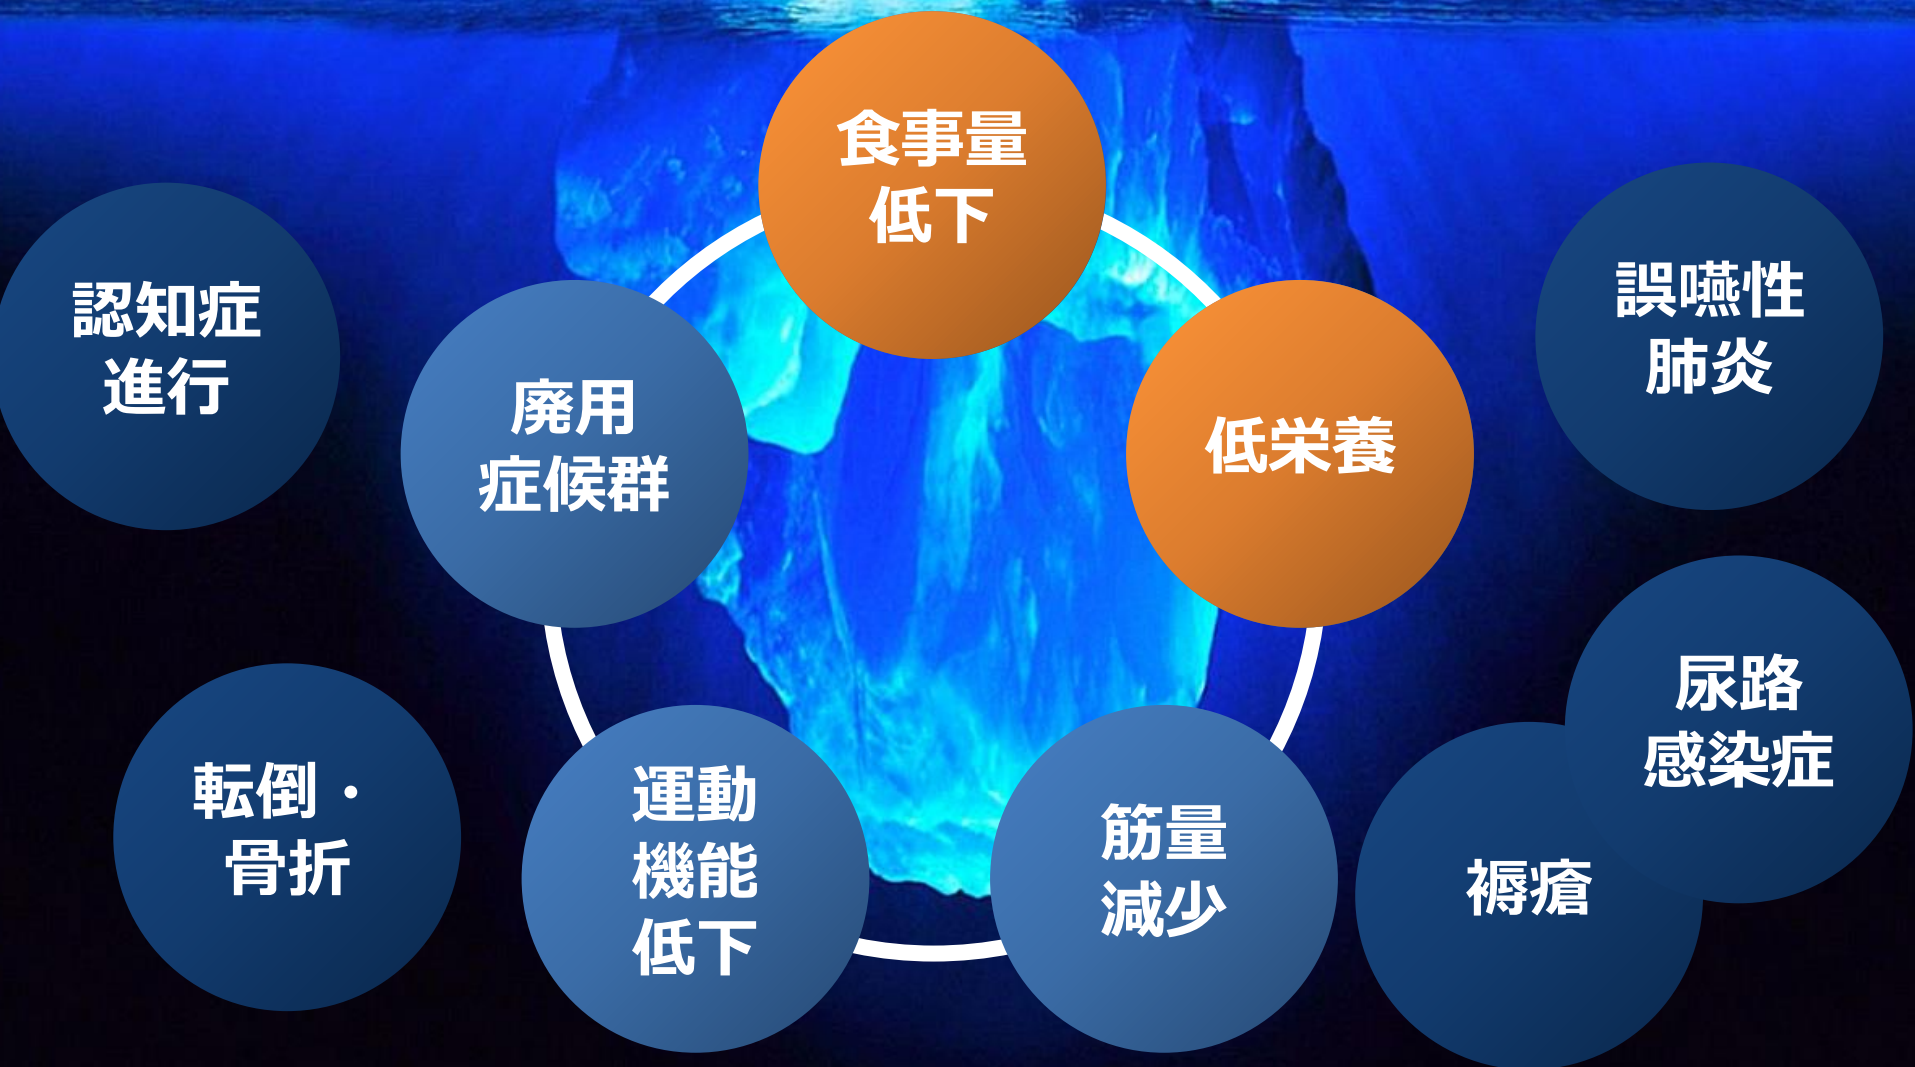 食事量
低下
認知症
進行
廃用
症候群
低栄養
誤嚥性
肺炎
転倒・
骨折
運動
機能
低下
筋量
減少
褥瘡
尿路
感染症